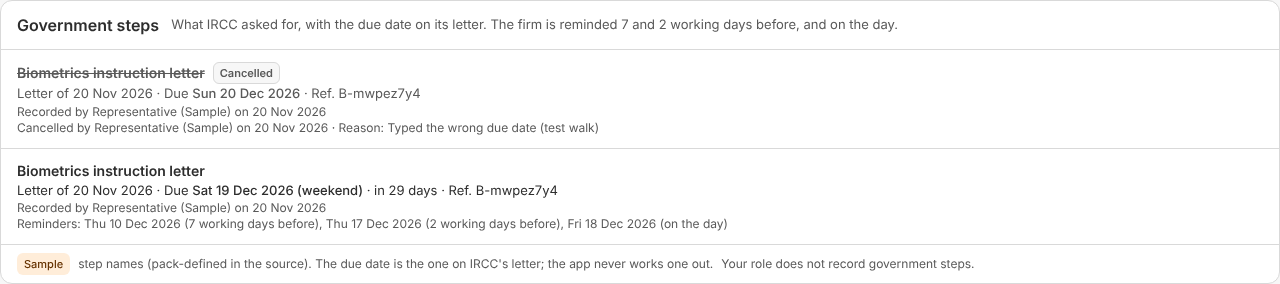 Government steps What IRCC asked for, with the due date on its letter. The firm is reminded 7 and 2 working days before, and on the day.
Biometrics instruction letter Cancelled
Letter of 20 Nov 2026 · Due Sun 20 Dec 2026 · Ref. B-mwpez7y4
Recorded by Representative (Sample) on 20 Nov 2026
Cancelled by Representative (Sample) on 20 Nov 2026 · Reason: Typed the wrong due date (test walk)
Biometrics instruction letter
Letter of 20 Nov 2026 · Due Sat 19 Dec 2026 (weekend) · in 29 days · Ref. B-mwpez7y4
Recorded by Representative (Sample) on 20 Nov 2026
Reminders: Thu 10 Dec 2026 (7 working days before), Thu 17 Dec 2026 (2 working days before), Fri 18 Dec 2026 (on the day)
Sample step names (pack-defined in the source). The due date is the one on IRCC's letter; the app never works one out. Your role does not record government steps.